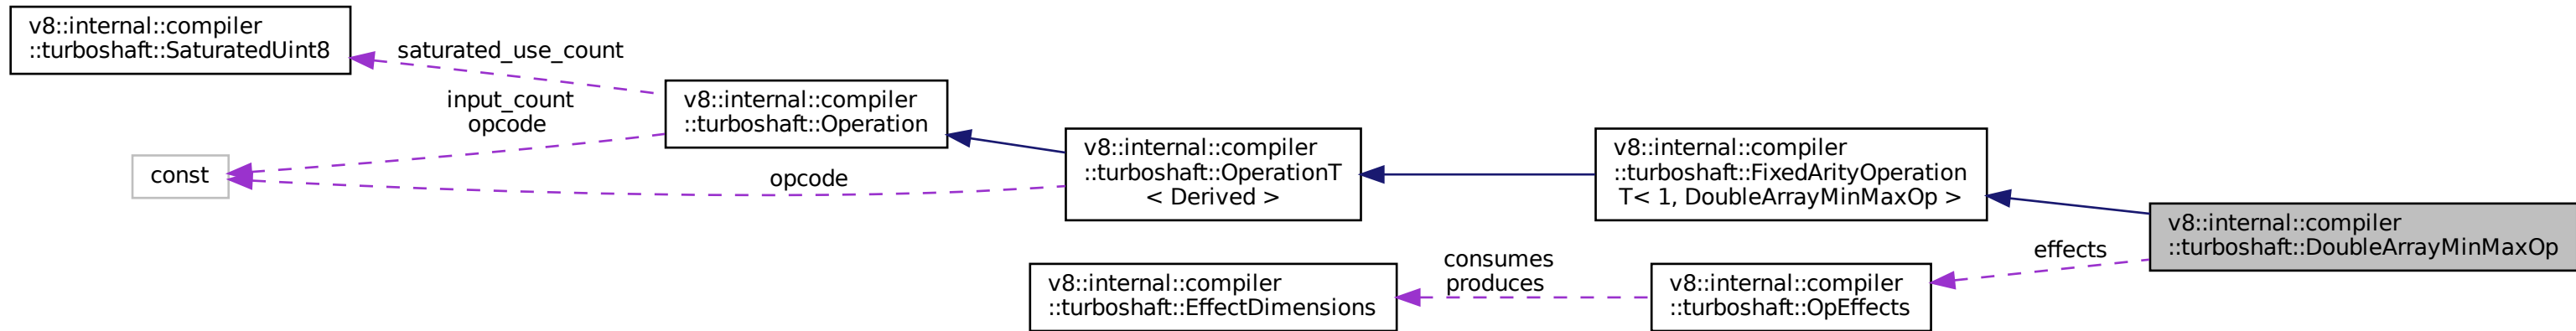 v8::internal::compiler
::turboshaft::SaturatedUint8
saturated_use_count
input_count
opcode
const
v8::internal::compiler
::turboshaft::Operation
opcode
v8::internal::compiler
::turboshaft::OperationT
< Derived >
v8::internal::compiler
::turboshaft::FixedArityOperation
T< 1, DoubleArrayMinMaxOp >
v8::internal::compiler
::turboshaft::EffectDimensions
consumes
produces
v8::internal::compiler
::turboshaft::OpEffects
effects
v8::internal::compiler
::turboshaft::DoubleArrayMinMaxOp